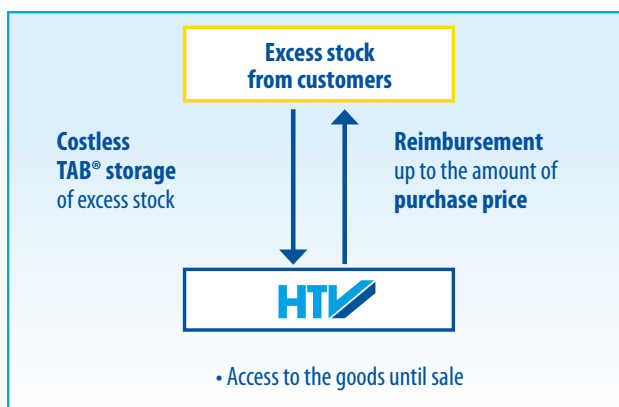 Excess stock
from customers
Costless
TAB® storage
of excess stock
Reimbursement
up to the amount of
purchase price
HTV
• Access to the goods until sale